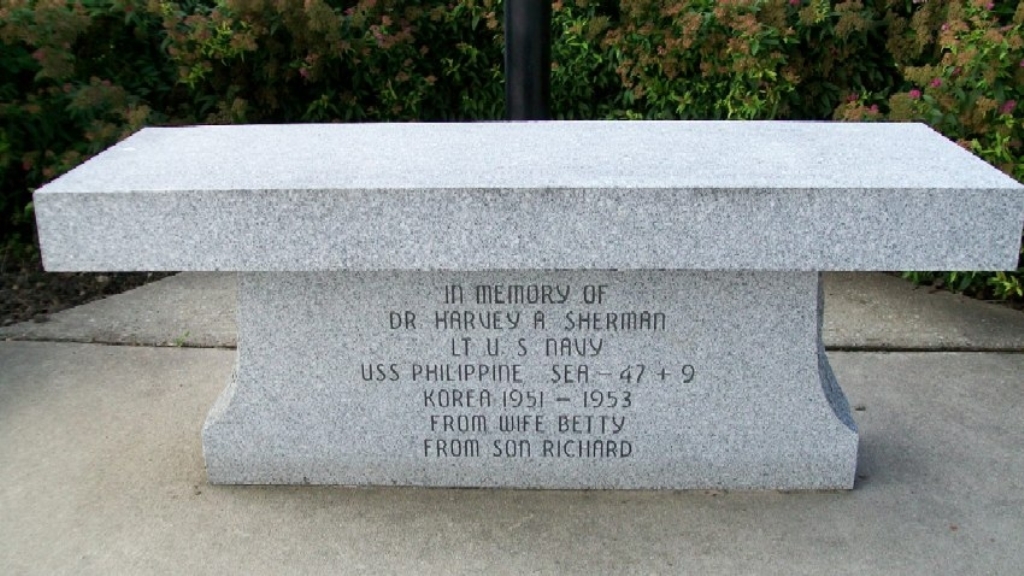 IN MEMORY OF
DR. HARVEY A. SHERMAN
LT U. S. NAVY
USS PHILIPPINE SEA - 47 + 9
KOREA 1951 - 1953
FROM WIFE BETTY
FROM SON RICHARD